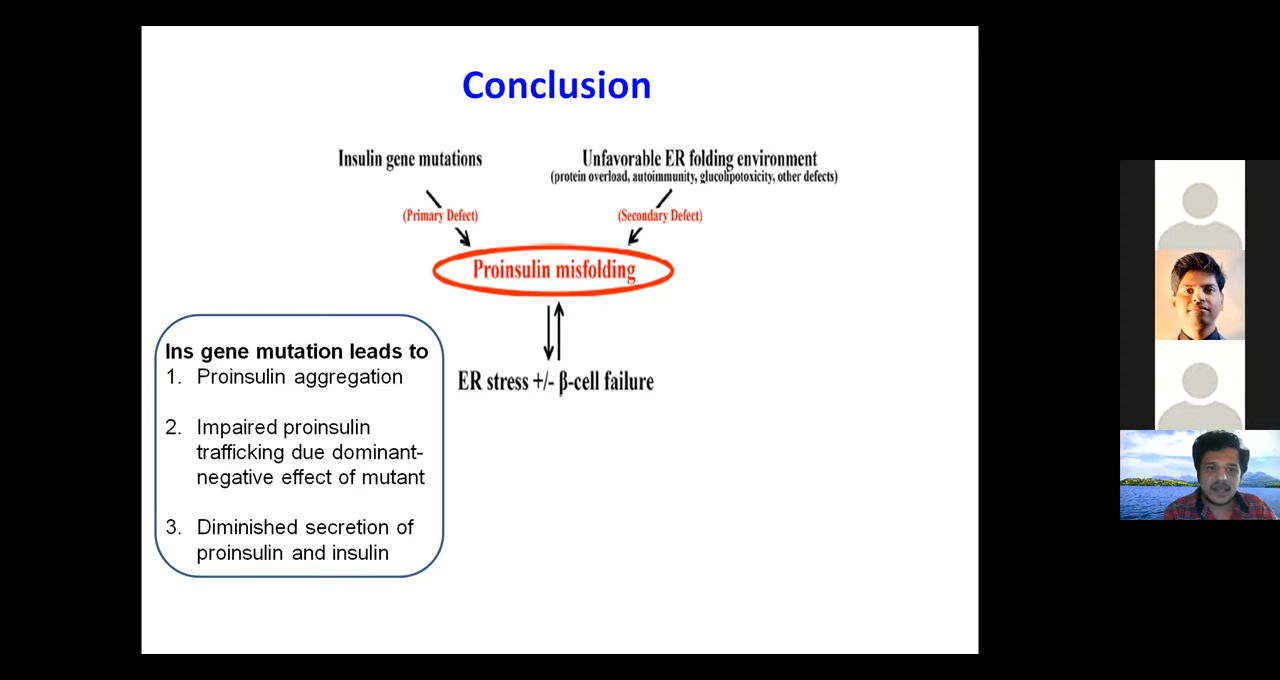 Conclusion
Insulin gene mutations
Unfavorable ER folding environment
(protein overload, autoimmunity, glucolipotoxicity, other defects)
(Primary Defect)
(Secondary Defect)
Proinsulin misfolding
ER stress +/- β-cell failure
Ins gene mutation leads to
1. Proinsulin aggregation
2. Impaired proinsulin
trafficking due dominant-
negative effect of mutant
3. Diminished secretion of
proinsulin and insulin